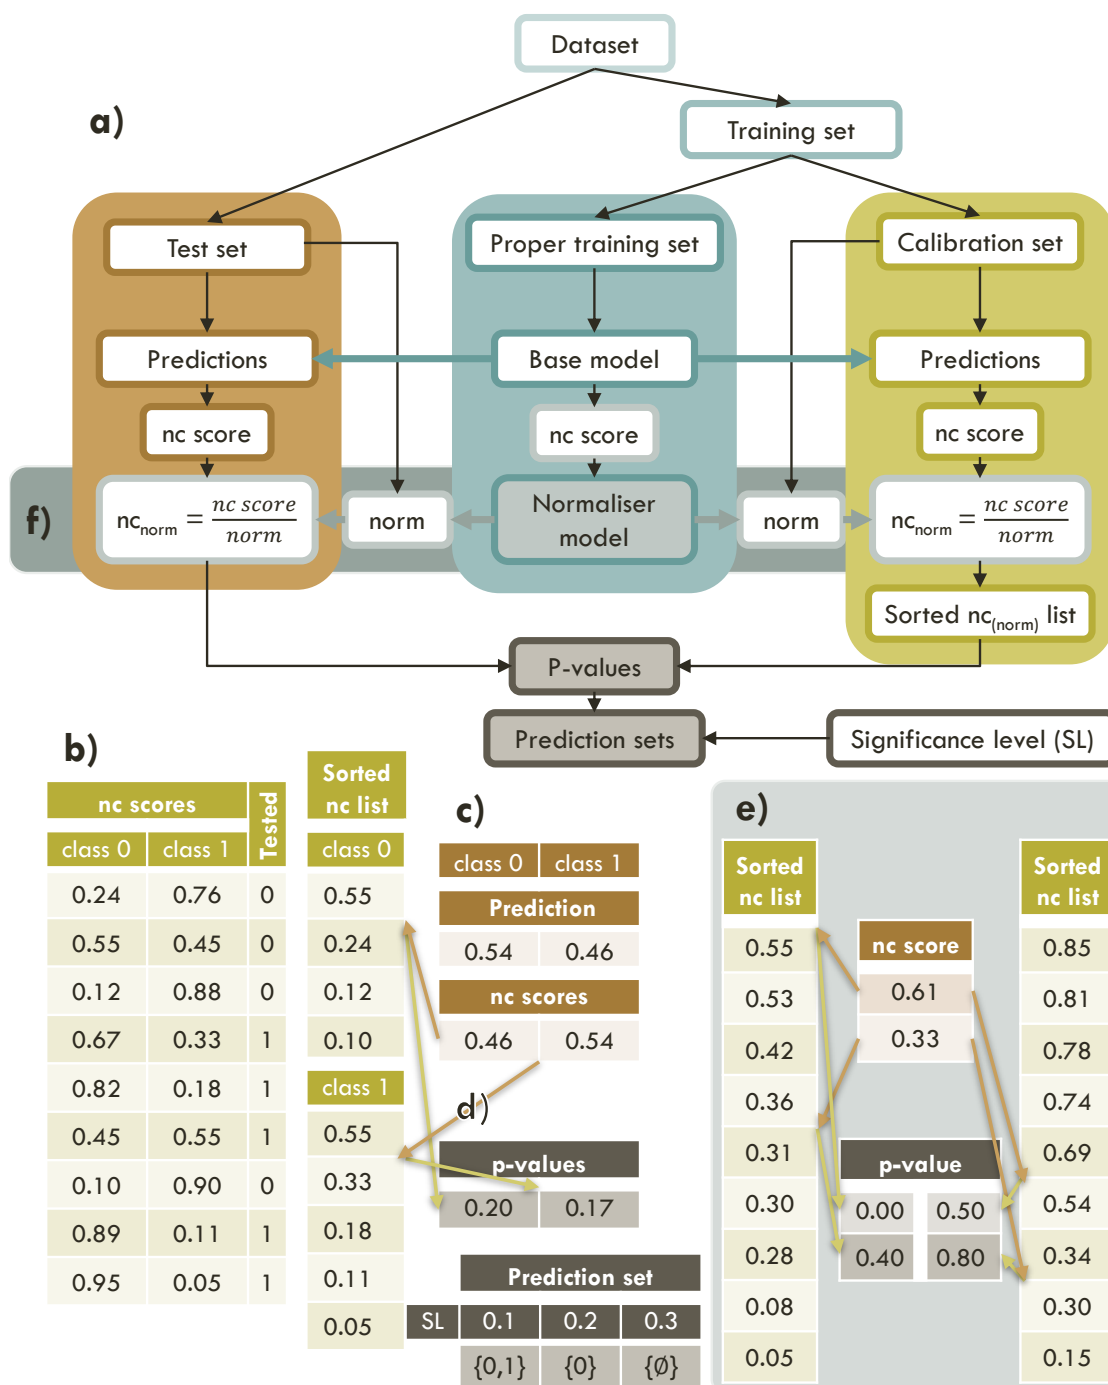 Dataset
a)
Training set
Test set
Proper training set
Calibration set
Predictions
Base model
Predictions
nc score
nc score
nc score
f)
nc_norm = nc score / norm
norm
Normaliser
model
norm
nc_norm = nc score / norm
Sorted nc_(norm) list
P-values
Prediction sets
Significance level (SL)
b)
nc scores
Tested
class 0 class 1
0.24 0.76 0
0.55 0.45 0
0.12 0.88 0
0.67 0.33 1
0.82 0.18 1
0.45 0.55 1
0.10 0.90 0
0.89 0.11 1
0.95 0.05 1
Sorted
nc list
class 0
0.55
0.24
0.12
0.10
class 1
0.55
0.33
0.18
0.11
0.05
c)
class 0 class 1
Prediction
0.54 0.46
nc scores
0.46 0.54
d)
p-values
0.20 0.17
Prediction set
SL 0.1 0.2 0.3
{0,1} {0} {Ø}
e)
Sorted
nc list
0.55
0.53
0.42
0.36
0.31
0.30
0.28
0.08
0.05
nc score
0.61
0.33
p-value
0.00 0.50
0.40 0.80
Sorted
nc list
0.85
0.81
0.78
0.74
0.69
0.54
0.34
0.30
0.15